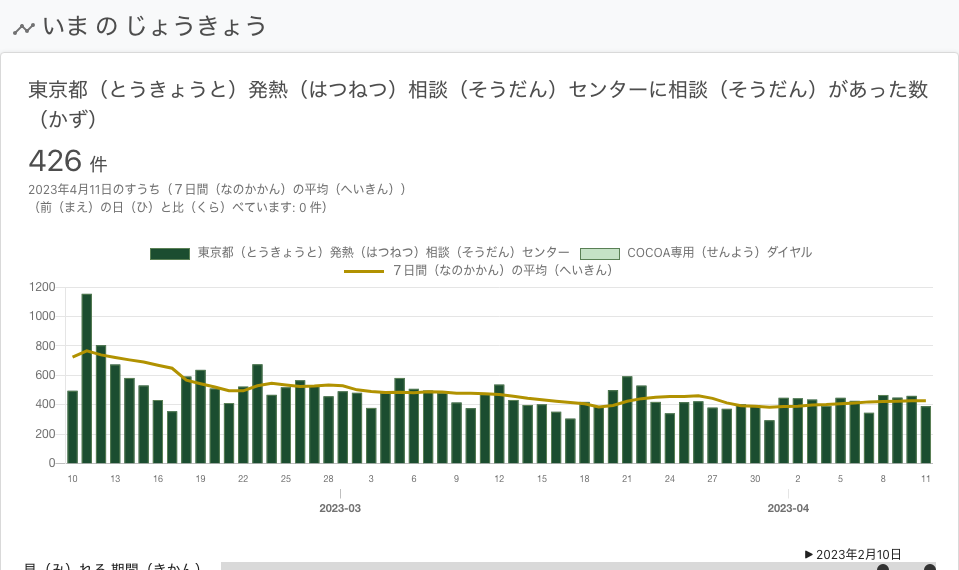 いま の じょうきょう
東京都（とうきょうと）発熱（はつねつ）相談（そうだん）センターに相談（そうだん）があった数
（かず）
426 件
2023年4月11日のすうち（７日間（なのかかん）の平均（へいきん））
（前（まえ）の日（ひ）と比（くら）べています: 0 件）
東京都（とうきょうと）発熱（はつねつ）相談（そうだん）センター COCOA専用（せんよう）ダイヤル
７日間（なのかかん）の平均（へいきん）
1200
1000
800
600
400
200
0
10 13 16 19 22 25 28 3 6 9 12 15 18 21 24 27 30 2 5 8 11
2023-03 2023-04
▶ 2023年2月10日
見（み）れる 期間（きかん）